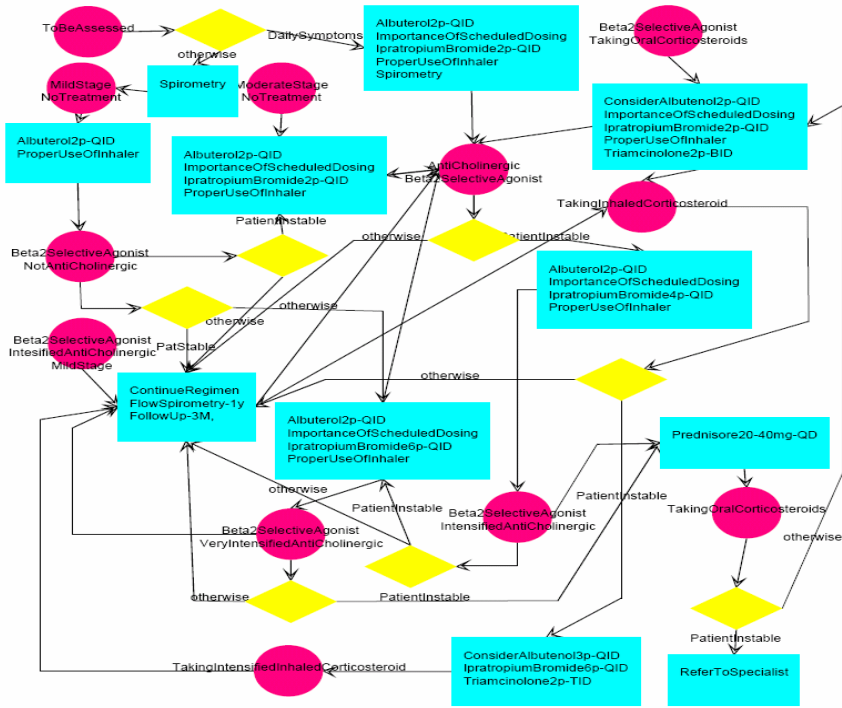 ToBeAssessed
otherwise
DailySymptoms
Albuterol2p-QID
ImportanceOfScheduledDosing
IpratropiumBromide2p-QID
ProperUseOfInhaler
Spirometry
Beta2SelectiveAgonist
TakingOralCorticosteroids
MildStage
NoTreatment
Spirometry
ModerateStage
NoTreatment
ConsiderAlbutenol2p-QID
ImportanceOfScheduledDosing
IpratropiumBromide2p-QID
ProperUseOfInhaler
Triamcinolone2p-BID
Albuterol2p-QID
ProperUseOfInhaler
Albuterol2p-QID
ImportanceOfScheduledDosing
IpratropiumBromide2p-QID
ProperUseOfInhaler
AntiCholinergic
Beta2SelectiveAgonist
TakingInhaledCorticosteroid
PatientInstable
otherwise
PatientInstable
Beta2SelectiveAgonist
NotAntiCholinergic
Albuterol2p-QID
ImportanceOfScheduledDosing
IpratropiumBromide4p-QID
ProperUseOfInhaler
otherwise
otherwise
Beta2SelectiveAgonist
IntesifiedAntiCholinergic
MildStage
PatStable
otherwise
ContinueRegimen
FlowSpirometry-1y
FollowUp-3M,
Albuterol2p-QID
ImportanceOfScheduledDosing
IpratropiumBromide6p-QID
ProperUseOfInhaler
Prednisore20-40mg-QD
otherwise
PatientInstable
PatientInstable
Beta2SelectiveAgonist
VeryIntensifiedAntiCholinergic
Beta2SelectiveAgonist
IntensifiedAntiCholinergic
TakingOralCorticosteroids
otherwise
otherwise
PatientInstable
PatientInstable
TakingIntensifiedInhaledCorticosteroid
ConsiderAlbutenol3p-QID
IpratropiumBromide6p-QID
Triamcinolone2p-TID
ReferToSpecialist